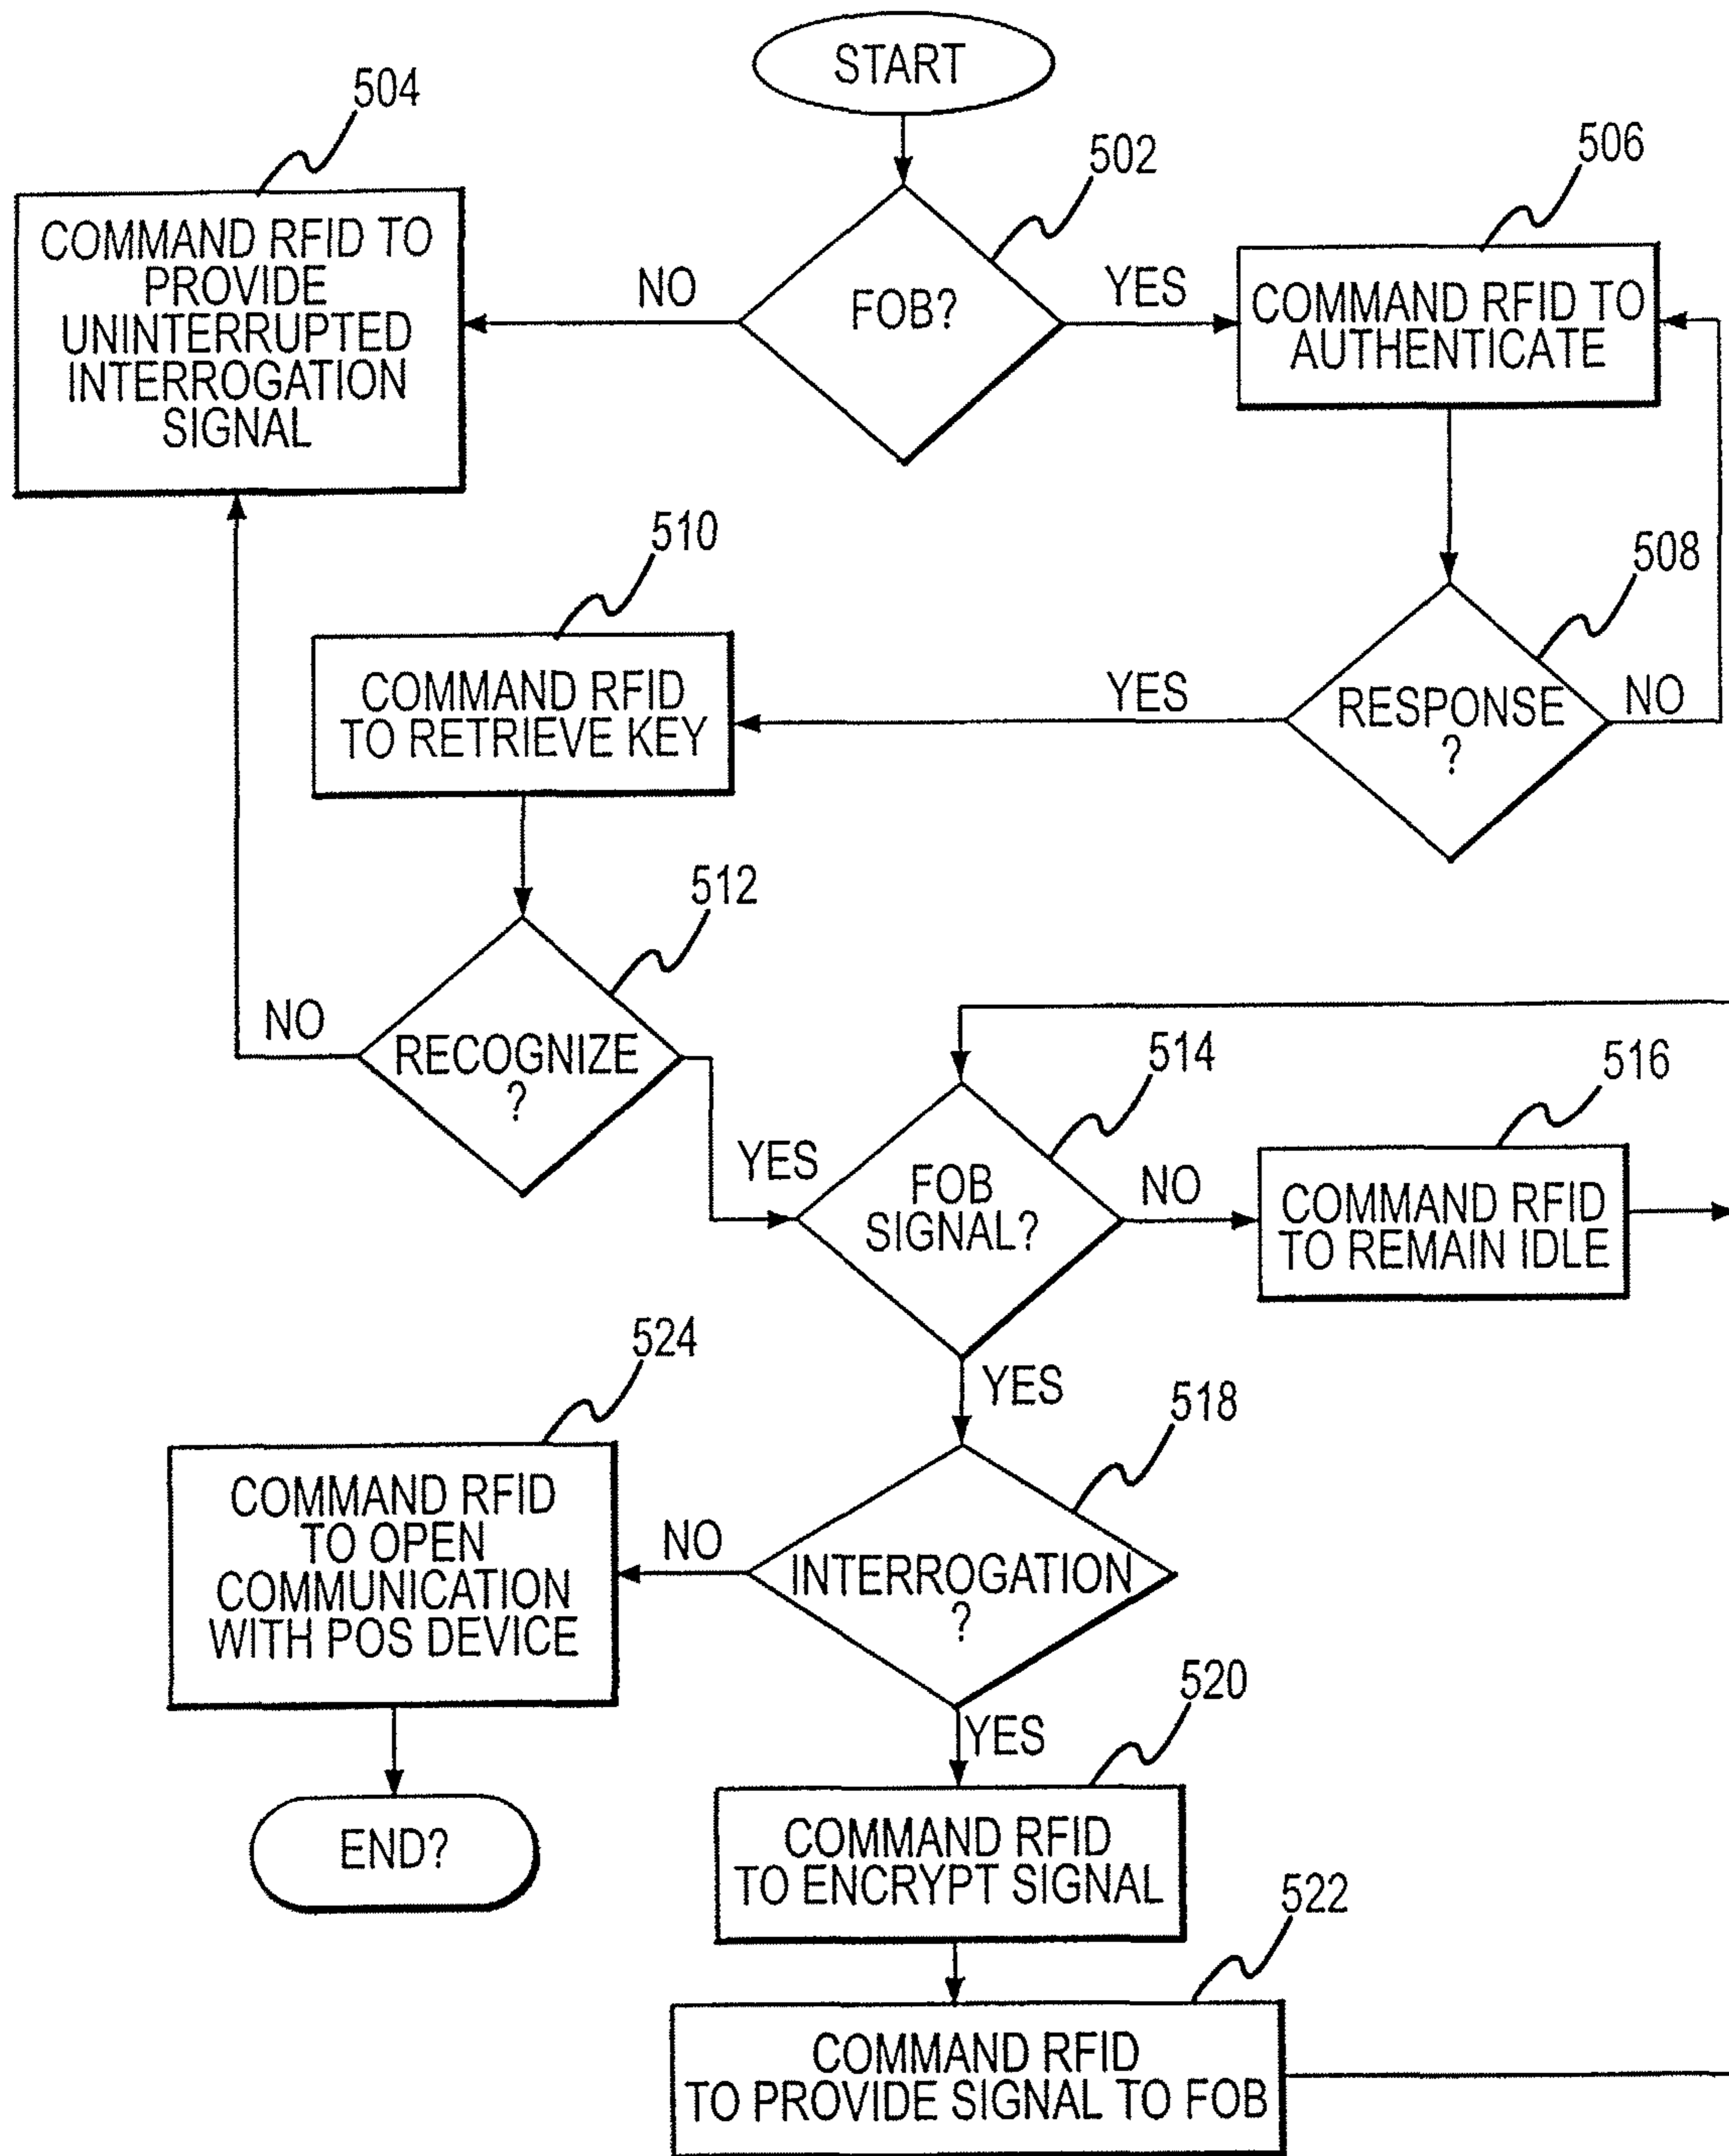 START
504
502
506
COMMAND RFID TO
PROVIDE
UNINTERRUPTED
INTERROGATION
SIGNAL
NO
FOB?
YES
COMMAND RFID TO
AUTHENTICATE
510
508
COMMAND RFID
TO RETRIEVE KEY
YES
RESPONSE
?
NO
512
NO
RECOGNIZE
?
514
516
YES
FOB
SIGNAL?
NO
COMMAND RFID
TO REMAIN IDLE
524
YES
518
COMMAND RFID
TO OPEN
COMMUNICATION
WITH POS DEVICE
NO
INTERROGATION
?
520
YES
END?
COMMAND RFID
TO ENCRYPT SIGNAL
522
COMMAND RFID
TO PROVIDE SIGNAL TO FOB